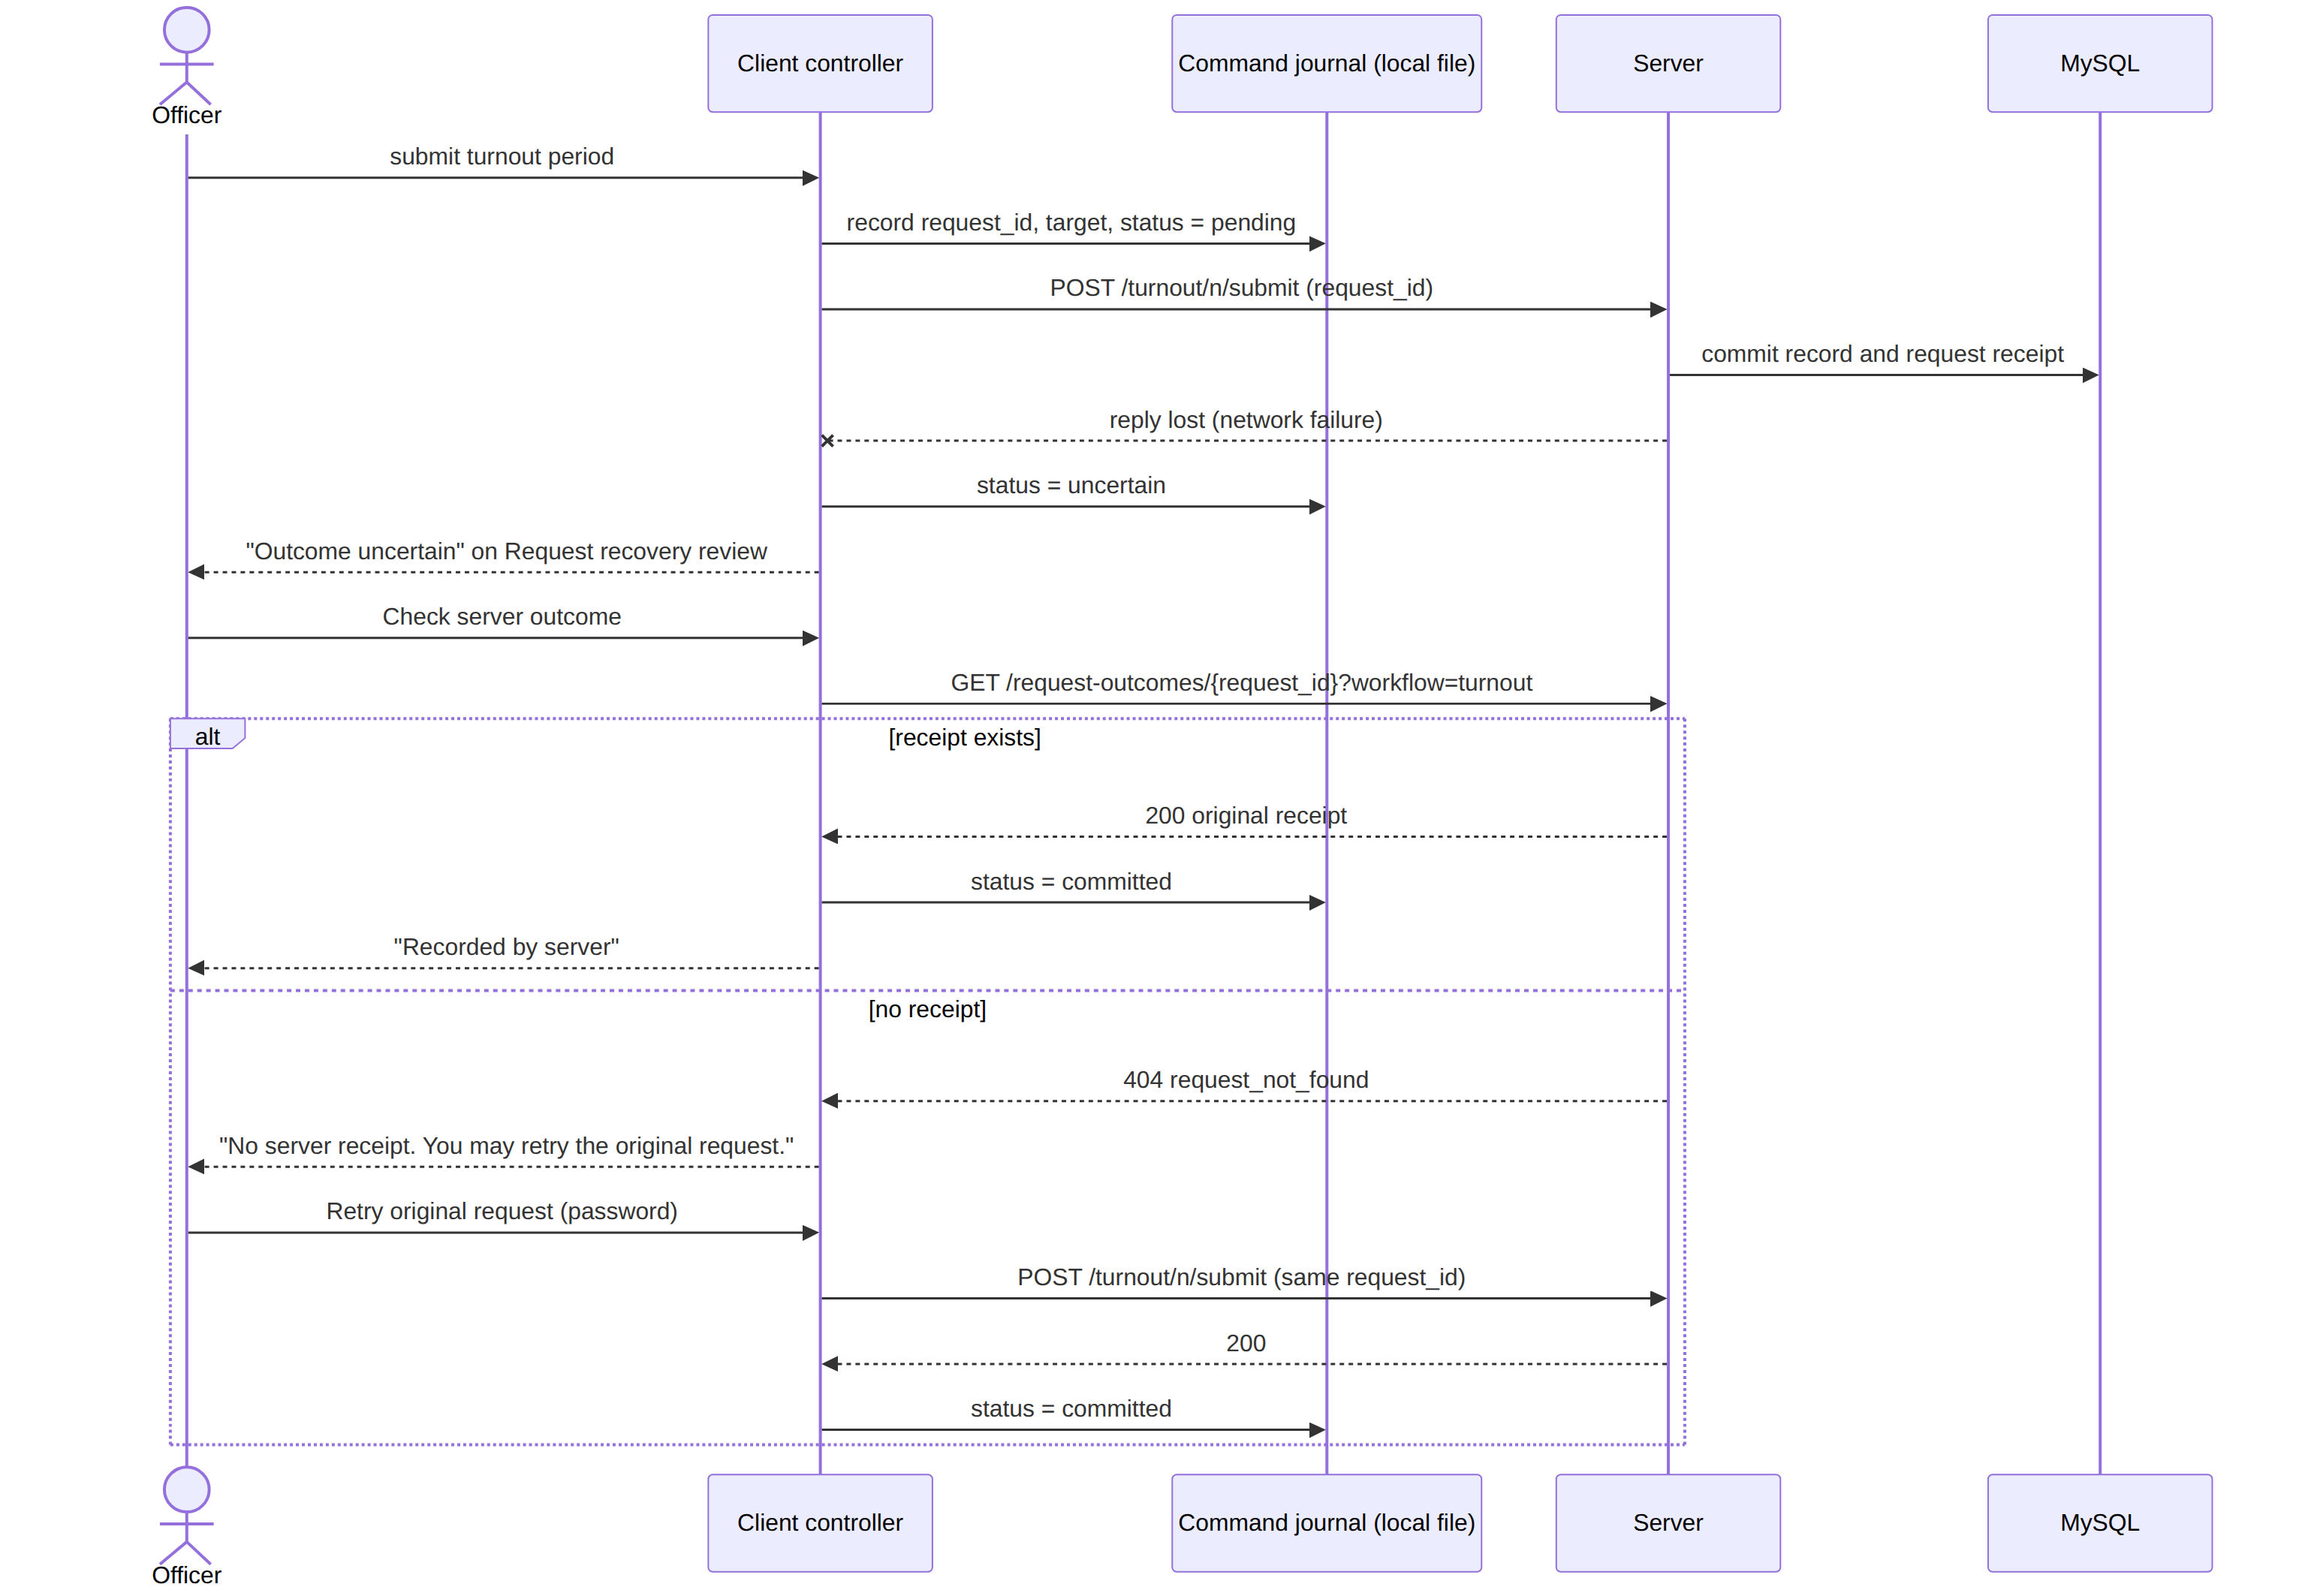 Officer
Client controller
Command journal (local file)
Server
MySQL
submit turnout period
record request_id, target, status = pending
POST /turnout/n/submit (request_id)
commit record and request receipt
reply lost (network failure)
status = uncertain
"Outcome uncertain" on Request recovery review
Check server outcome
GET /request-outcomes/{request_id}?workflow=turnout
alt
[receipt exists]
200 original receipt
status = committed
"Recorded by server"
[no receipt]
404 request_not_found
"No server receipt. You may retry the original request."
Retry original request (password)
POST /turnout/n/submit (same request_id)
200
status = committed
Officer
Client controller
Command journal (local file)
Server
MySQL